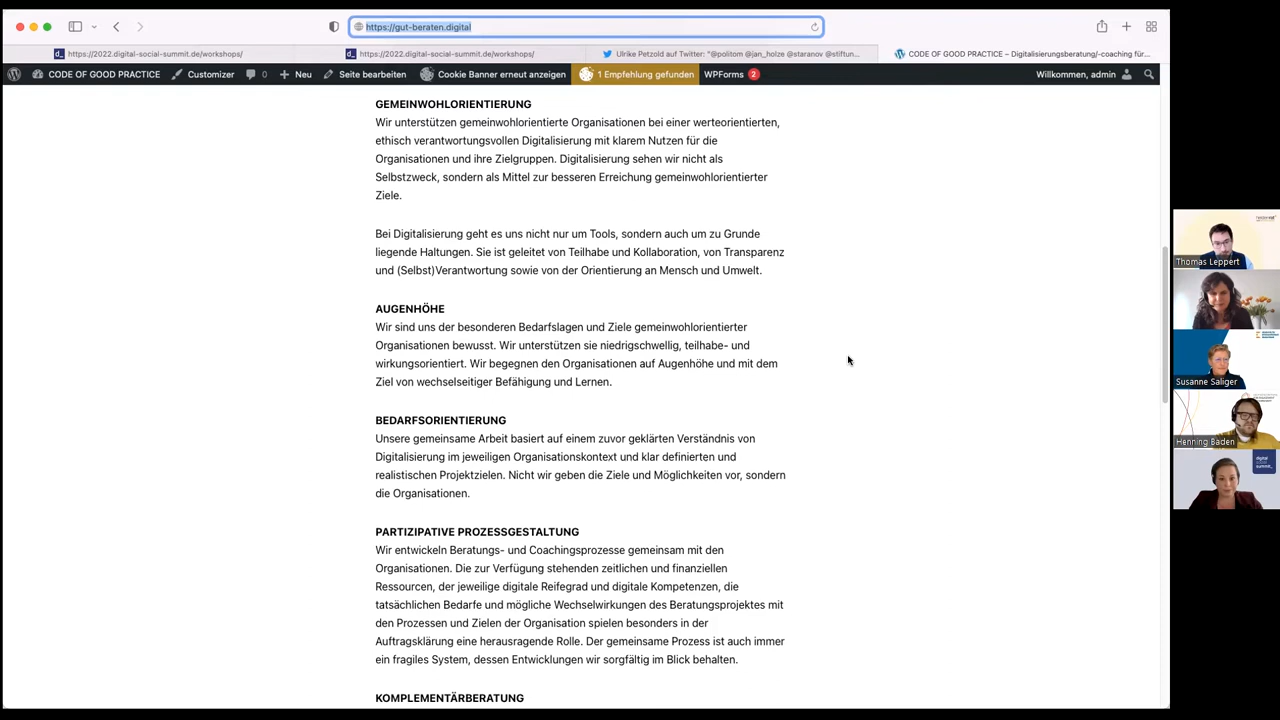 https://gut-beraten.digital
https://2022.digital-social-summit.de/workshops/
https://2022.digital-social-summit.de/workshops/
Ulrike Petzold auf Twitter: "@politom @jan_holze @staranov @stiftun...
CODE OF GOOD PRACTICE – Digitalisierungsberatung/-coaching für...
CODE OF GOOD PRACTICE
Customizer
0
Neu
Seite bearbeiten
Cookie Banner erneut anzeigen
1 Empfehlung gefunden
WPForms 2
Willkommen, admin
GEMEINWOHLORIENTIERUNG
Wir unterstützen gemeinwohlorientierte Organisationen bei einer werteorientierten,
ethisch verantwortungsvollen Digitalisierung mit klarem Nutzen für die
Organisationen und ihre Zielgruppen. Digitalisierung sehen wir nicht als
Selbstzweck, sondern als Mittel zur besseren Erreichung gemeinwohlorientierter
Ziele.
Bei Digitalisierung geht es uns nicht nur um Tools, sondern auch um zu Grunde
liegende Haltungen. Sie ist geleitet von Teilhabe und Kollaboration, von Transparenz
und (Selbst)Verantwortung sowie von der Orientierung an Mensch und Umwelt.
AUGENHÖHE
Wir sind uns der besonderen Bedarfslagen und Ziele gemeinwohlorientierter
Organisationen bewusst. Wir unterstützen sie niedrigschwellig, teilhabe- und
wirkungsorientiert. Wir begegnen den Organisationen auf Augenhöhe und mit dem
Ziel von wechselseitiger Befähigung und Lernen.
BEDARFSORIENTIERUNG
Unsere gemeinsame Arbeit basiert auf einem zuvor geklärten Verständnis von
Digitalisierung im jeweiligen Organisationskontext und klar definierten und
realistischen Projektzielen. Nicht wir geben die Ziele und Möglichkeiten vor, sondern
die Organisationen.
PARTIZIPATIVE PROZESSGESTALTUNG
Wir entwickeln Beratungs- und Coachingsprozesse gemeinsam mit den
Organisationen. Die zur Verfügung stehenden zeitlichen und finanziellen
Ressourcen, der jeweilige digitale Reifegrad und digitale Kompetenzen, die
tatsächlichen Bedarfe und mögliche Wechselwirkungen des Beratungsprojektes mit
den Prozessen und Zielen der Organisation spielen besonders in der
Auftragsklärung eine herausragende Rolle. Der gemeinsame Prozess ist auch immer
ein fragiles System, dessen Entwicklungen wir sorgfältig im Blick behalten.
KOMPLEMENTÄRBERATUNG
Thomas Leppert
Susanne Saliger
Henning Baden
digital
social
summit_